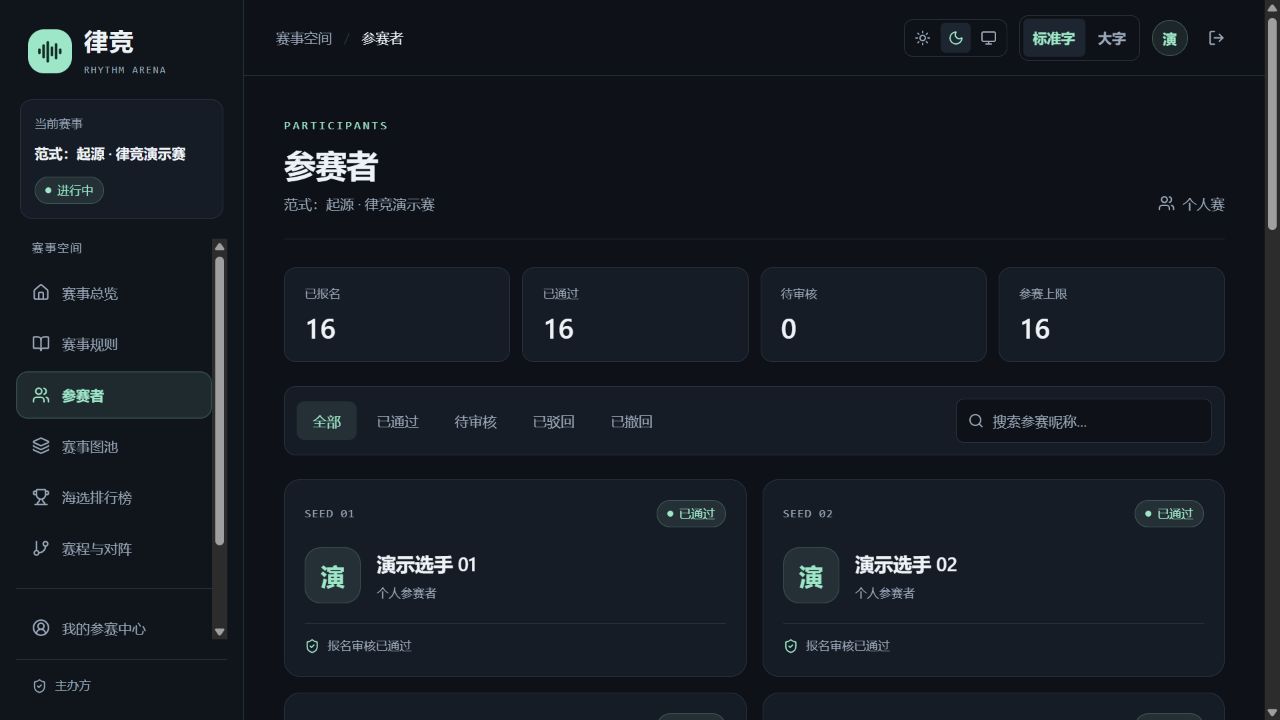 律竞
RHYTHM ARENA
当前赛事
范式：起源 · 律竞演示赛
进行中
赛事空间
赛事总览
赛事规则
参赛者
赛事图池
海选排行榜
赛程与对阵
我的参赛中心
主办方
赛事空间 / 参赛者
标准字 大字 演
PARTICIPANTS
参赛者
范式：起源 · 律竞演示赛
个人赛
已报名
16
已通过
16
待审核
0
参赛上限
16
全部 已通过 待审核 已驳回 已撤回
搜索参赛昵称...
SEED 01
已通过
演
演示选手 01
个人参赛者
报名审核已通过
SEED 02
已通过
演
演示选手 02
个人参赛者
报名审核已通过